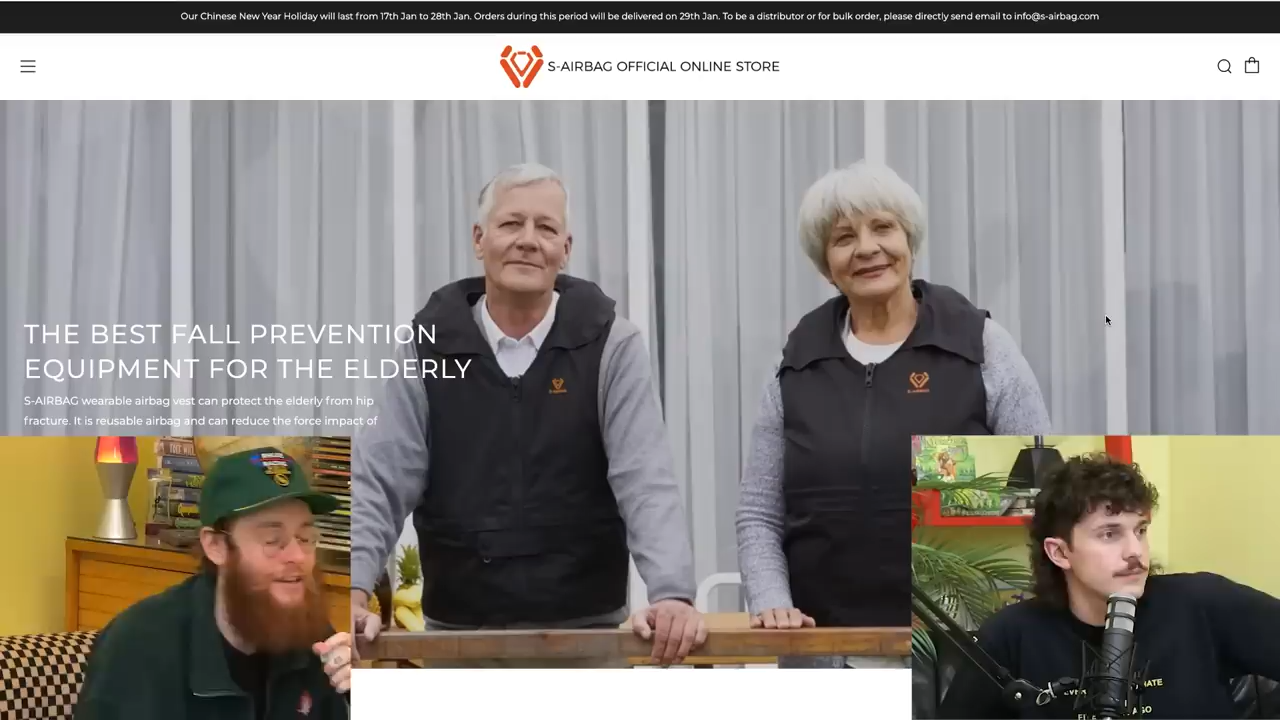 Our Chinese New Year Holiday will last from 17th Jan to 28th Jan. Orders during this period will be delivered on 29th Jan. To be a distributor or for bulk order, please directly send email to info@s-airbag.com
S-AIRBAG OFFICIAL ONLINE STORE
THE BEST FALL PREVENTION
EQUIPMENT FOR THE ELDERLY
S-AIRBAG wearable airbag vest can protect the elderly from hip
fracture. It is reusable airbag and can reduce the force impact of